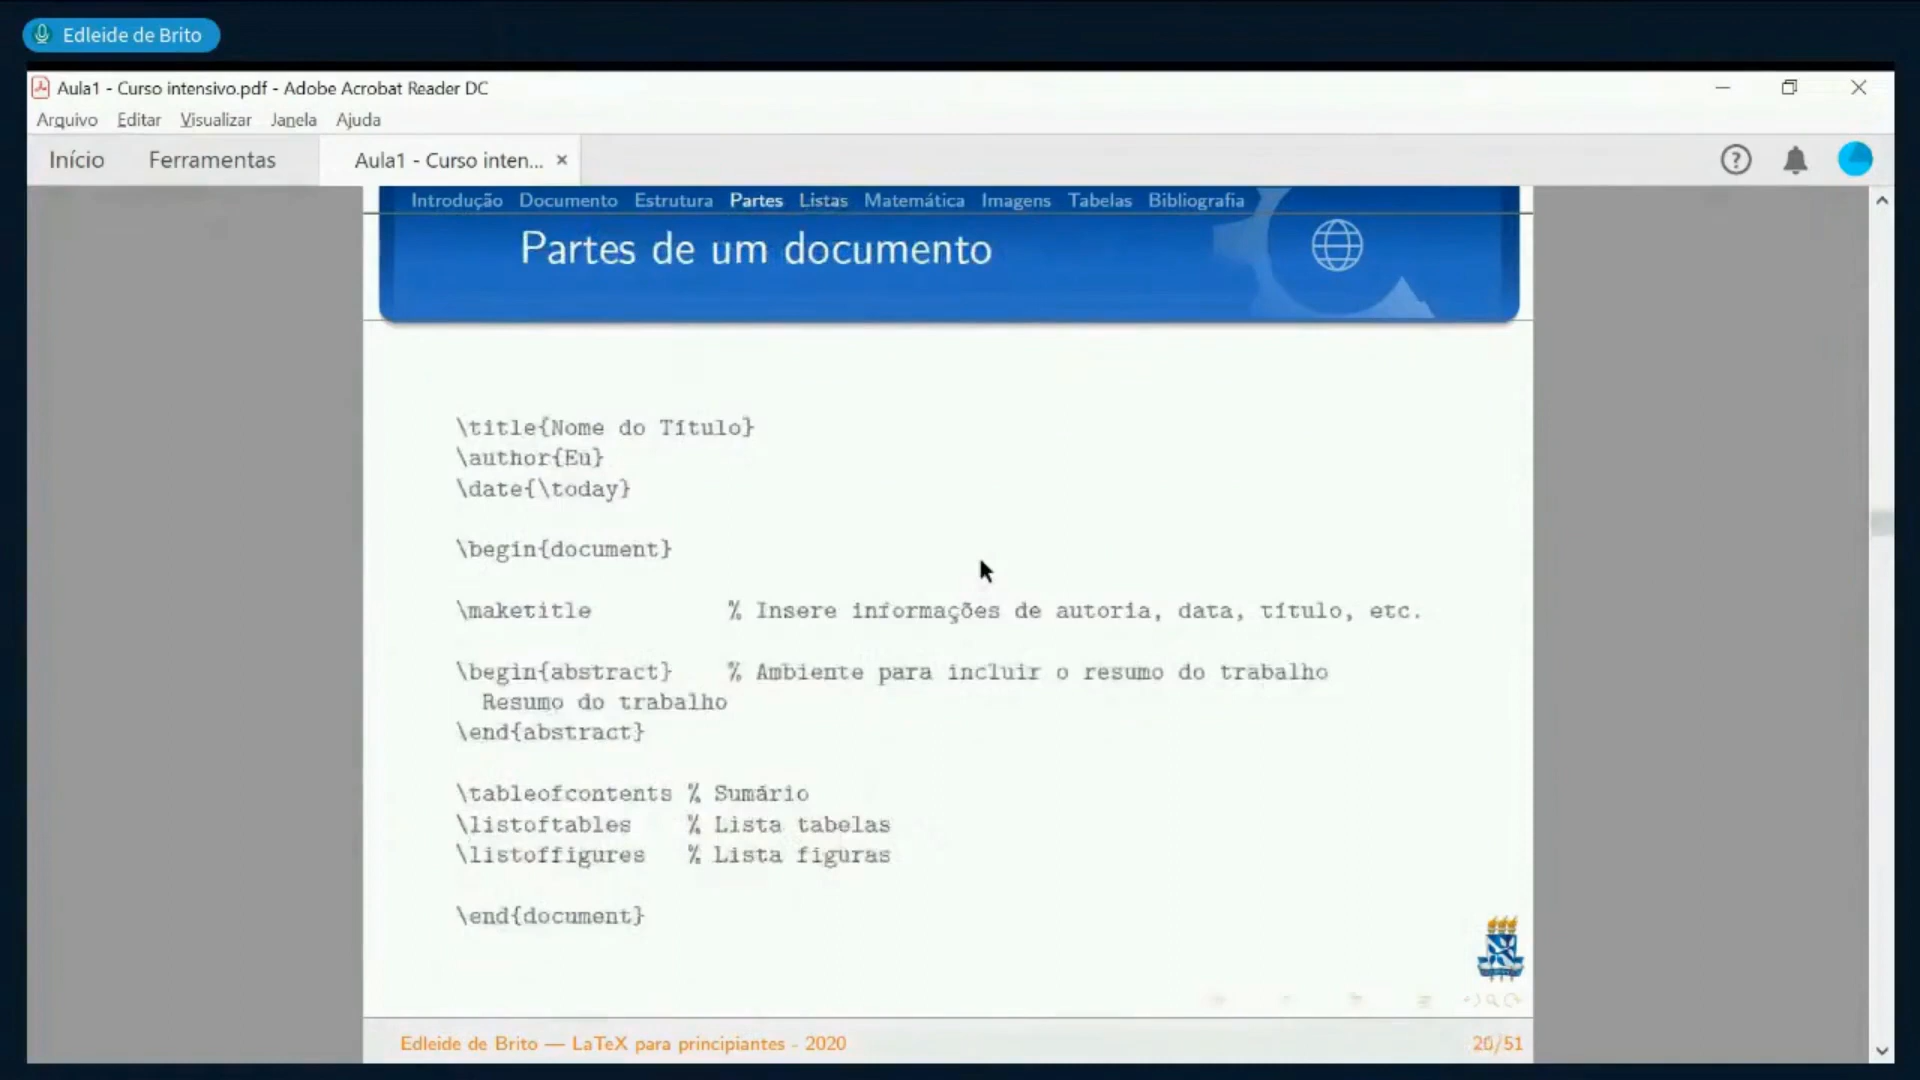 Edleide de Brito
Aula1 - Curso intensivo.pdf - Adobe Acrobat Reader DC
Arquivo Editar Visualizar Janela Ajuda
Início Ferramentas Aula1 - Curso inten... ×
Introdução Documento Estrutura Partes Listas Matemática Imagens Tabelas Bibliografia
Partes de um documento
\title{Nome do Título}
\author{Eu}
\date{\today}
\begin{document}
\maketitle % Insere informações de autoria, data, título, etc.
\begin{abstract} % Ambiente para incluir o resumo do trabalho
Resumo do trabalho
\end{abstract}
\tableofcontents % Sumário
\listoftables % Lista tabelas
\listoffigures % Lista figuras
\end{document}
Edleide de Brito — LaTeX para principiantes - 2020
20/51